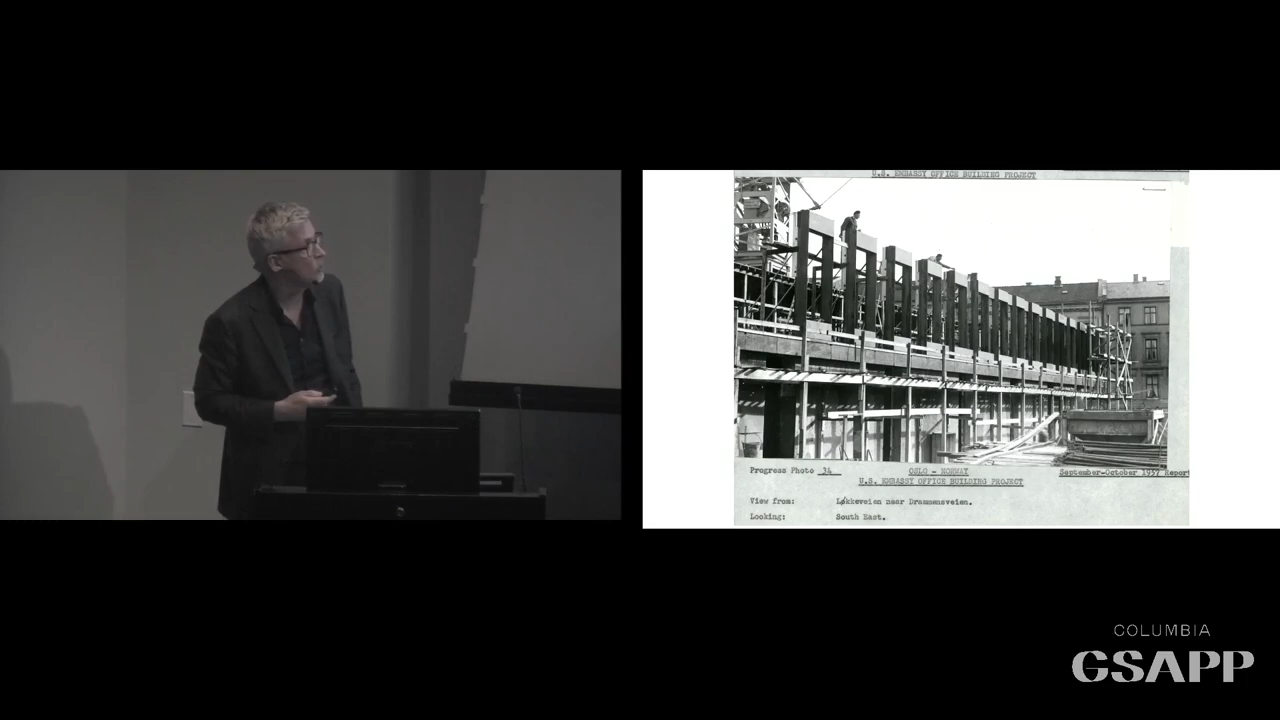 U.S. EMBASSY OFFICE BUILDING PROJECT
Progress Photo 34
OSLO - NORWAY
September-October 1957 Report
U.S. EMBASSY OFFICE BUILDING PROJECT
View from: Løkkeveien near Drammensveien.
Looking: South East.
COLUMBIA
GSAPP